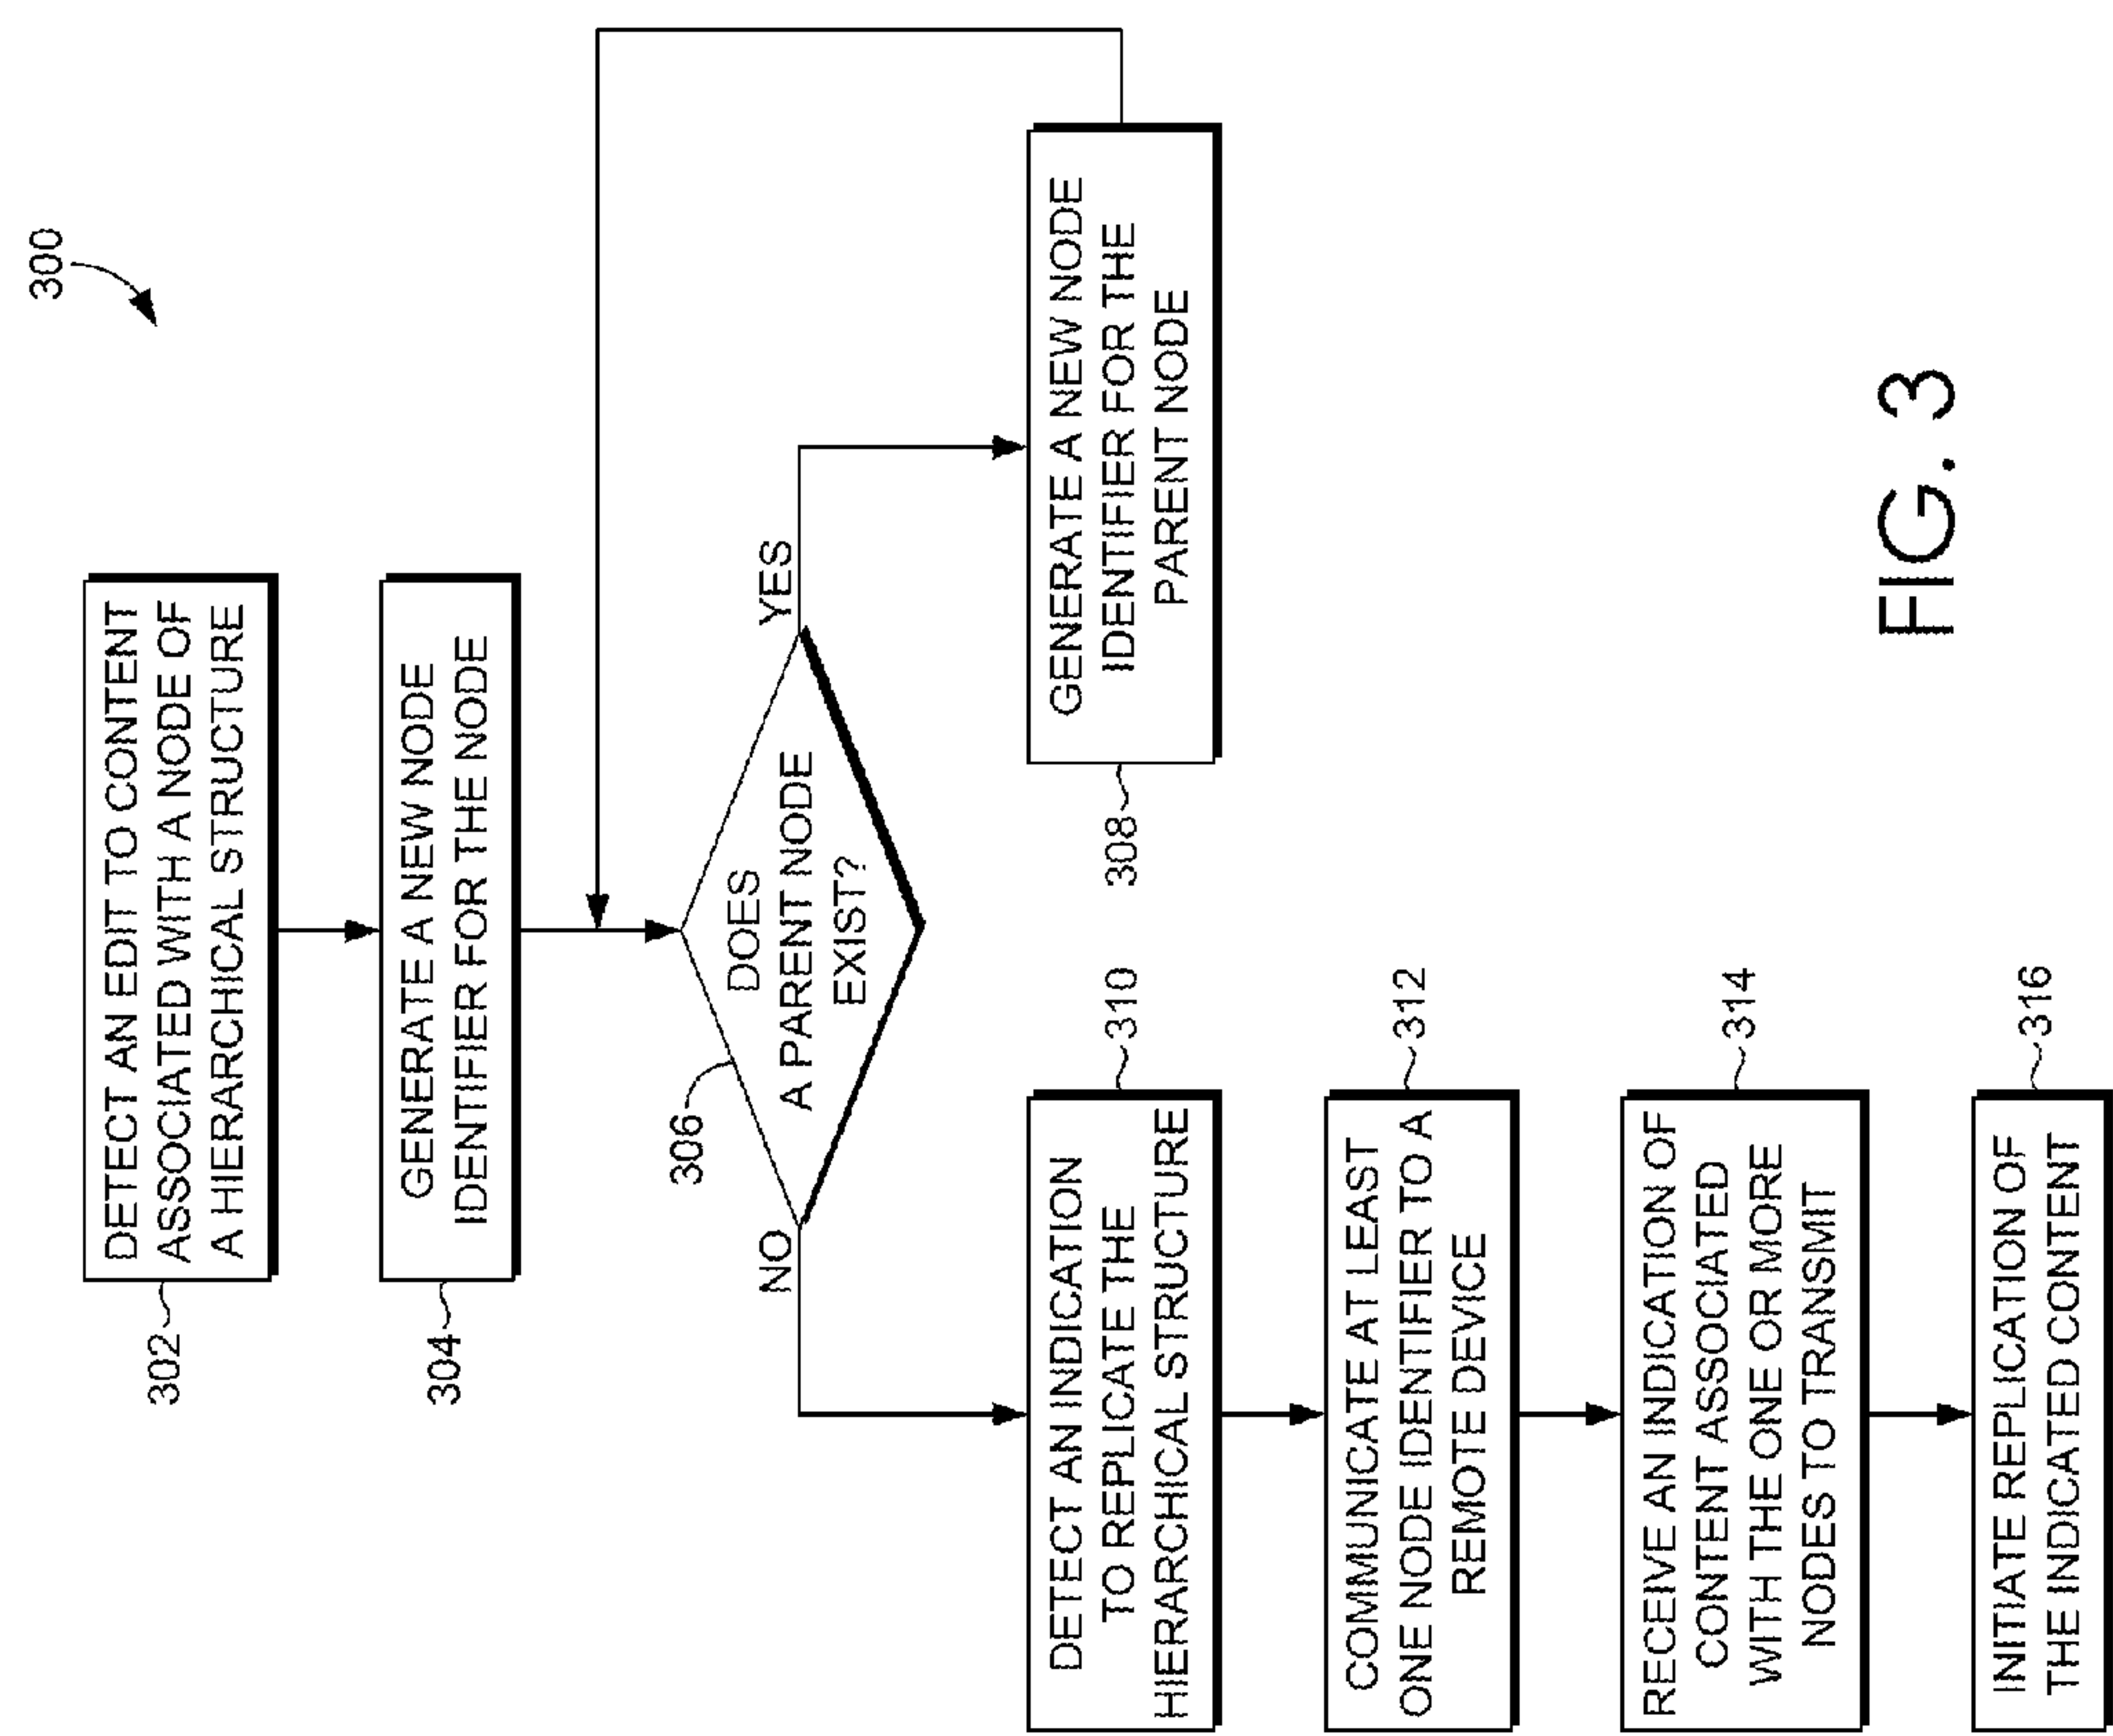 300
DETECT AN EDIT TO CONTENT
ASSOCIATED WITH A NODE OF
A HIERARCHICAL STRUCTURE
302
GENERATE A NEW NODE
IDENTIFIER FOR THE NODE
304
306
DOES
A PARENT NODE
EXIST?
NO
YES
GENERATE A NEW NODE
IDENTIFIER FOR THE
PARENT NODE
308
DETECT AN INDICATION
TO REPLICATE THE
HIERARCHICAL STRUCTURE
310
COMMUNICATE AT LEAST
ONE NODE IDENTIFIER TO A
REMOTE DEVICE
312
RECEIVE AN INDICATION OF
CONTENT ASSOCIATED
WITH THE ONE OR MORE
NODES TO TRANSMIT
314
INITIATE REPLICATION OF
THE INDICATED CONTENT
316
FIG. 3